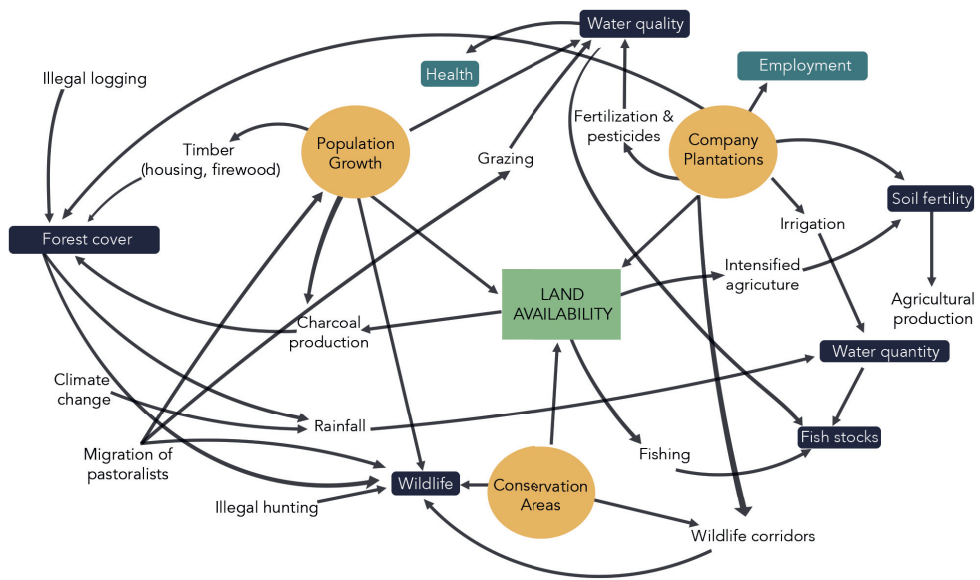 Water quality
Health
Employment
Illegal logging
Fertilization &
pesticides
Company
Plantations
Population
Growth
Timber
(housing, firewood)
Grazing
Soil fertility
Irrigation
Forest cover
Intensified
agricuture
LAND
AVAILABILITY
Agricultural
production
Charcoal
production
Water quantity
Climate
change
Rainfall
Fish stocks
Migration of
pastoralists
Fishing
Wildlife
Conservation
Areas
Illegal hunting
Wildlife corridors